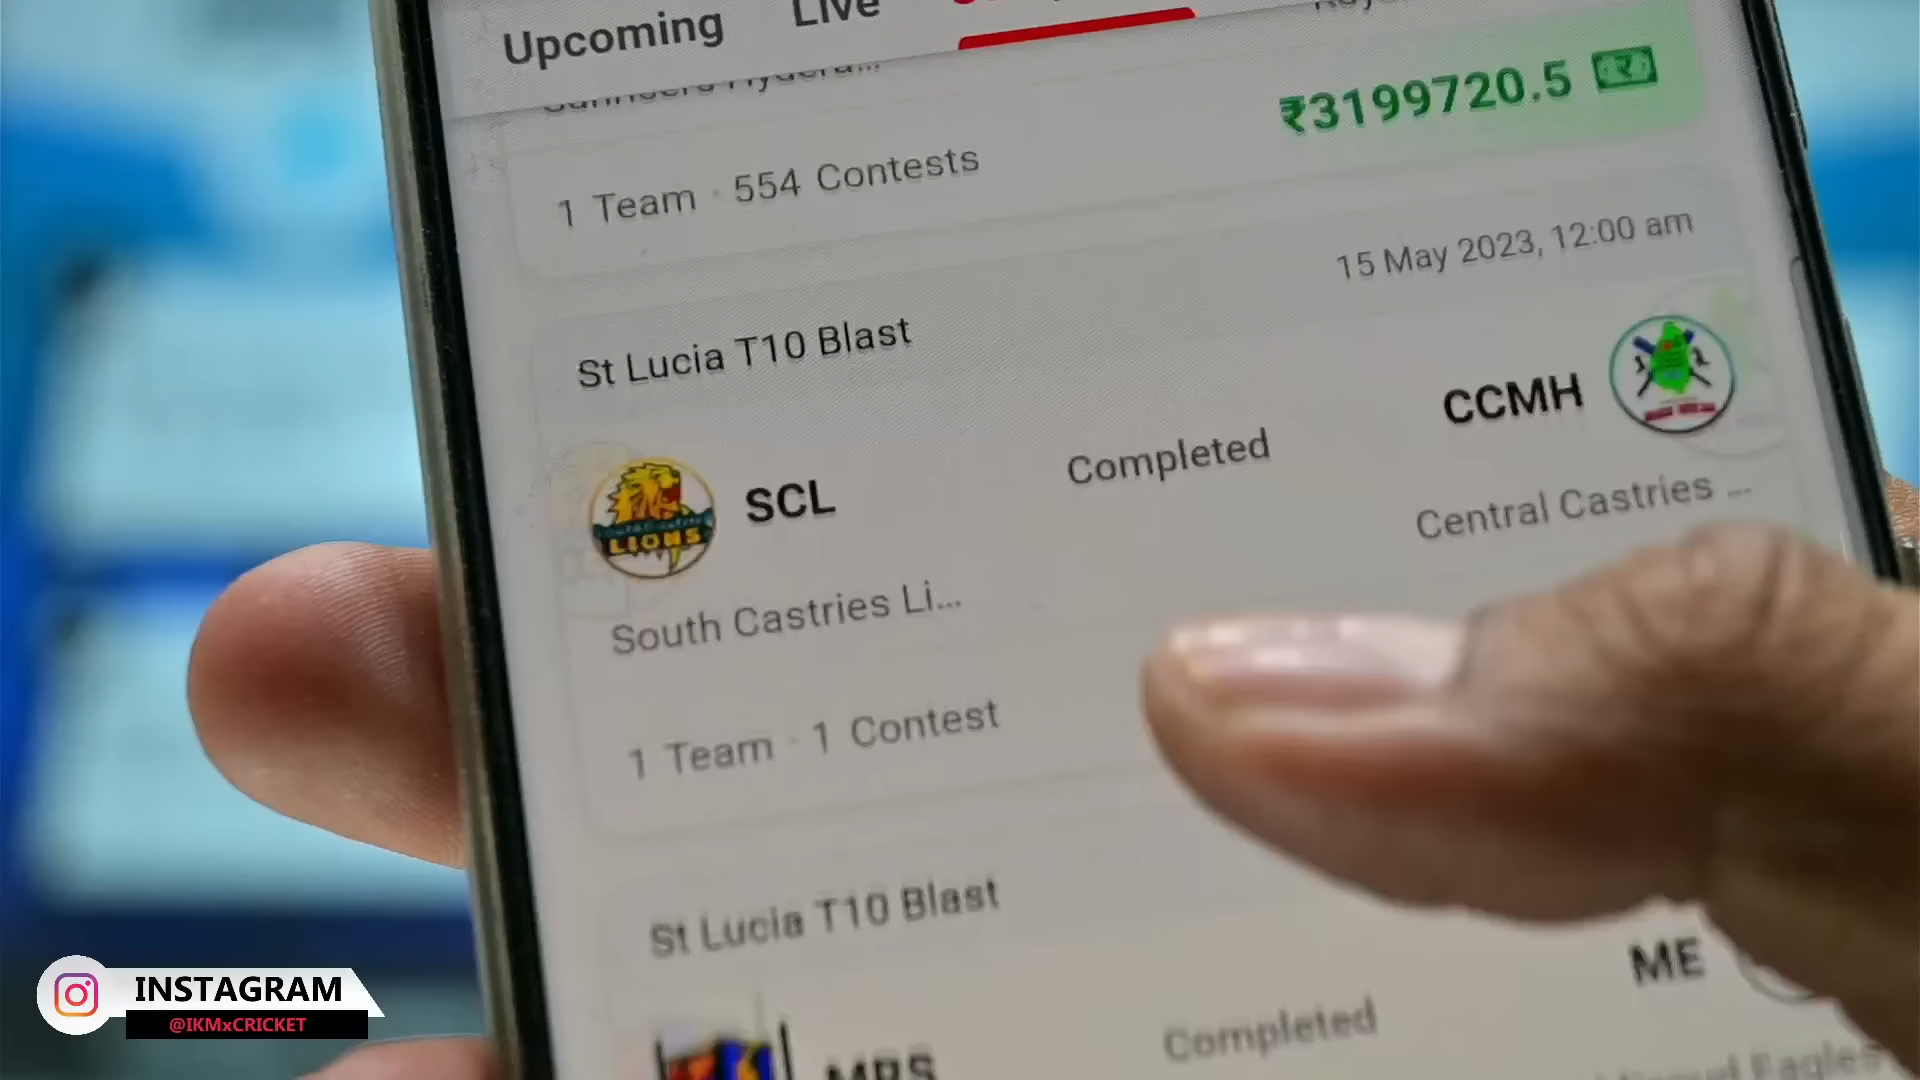 Upcoming Live
₹3199720.5
1 Team · 554 Contests
15 May 2023, 12:00 am
St Lucia T10 Blast
CCMH
SCL
Completed
LIONS
Central Castries ...
South Castries Li...
1 Team · 1 Contest
St Lucia T10 Blast
ME
Completed
MRS
Eagles
INSTAGRAM
@IKMxCRICKET